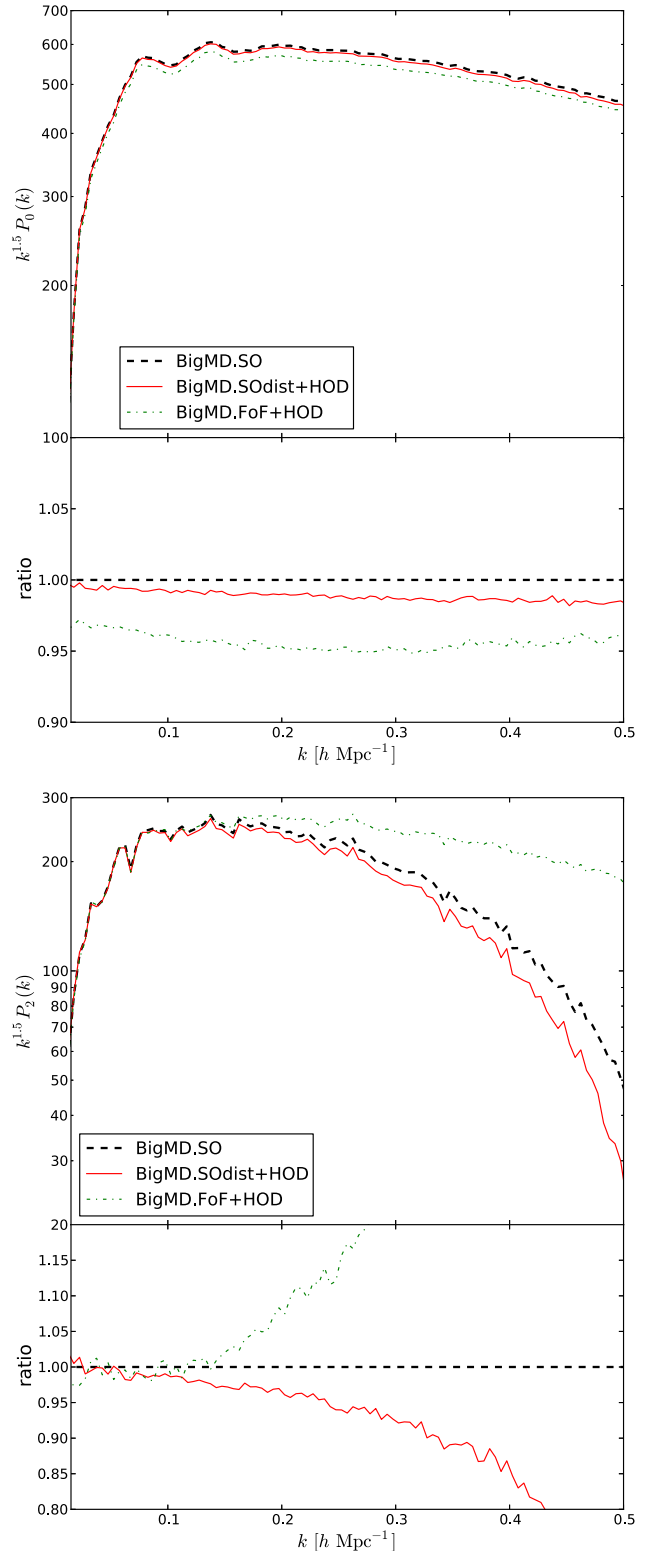 700
600
500
400
300
200
100
k^{1.5} P_0(k)
BigMD.SO
BigMD.SOdist+HOD
BigMD.FoF+HOD
1.05
1.00
0.95
0.90
ratio
0.1 0.2 0.3 0.4 0.5
k [h Mpc^{-1}]
300
200
100
90
80
70
60
50
40
30
20
k^{1.5} P_2(k)
BigMD.SO
BigMD.SOdist+HOD
BigMD.FoF+HOD
1.15
1.10
1.05
1.00
0.95
0.90
0.85
0.80
ratio
0.1 0.2 0.3 0.4 0.5
k [h Mpc^{-1}]